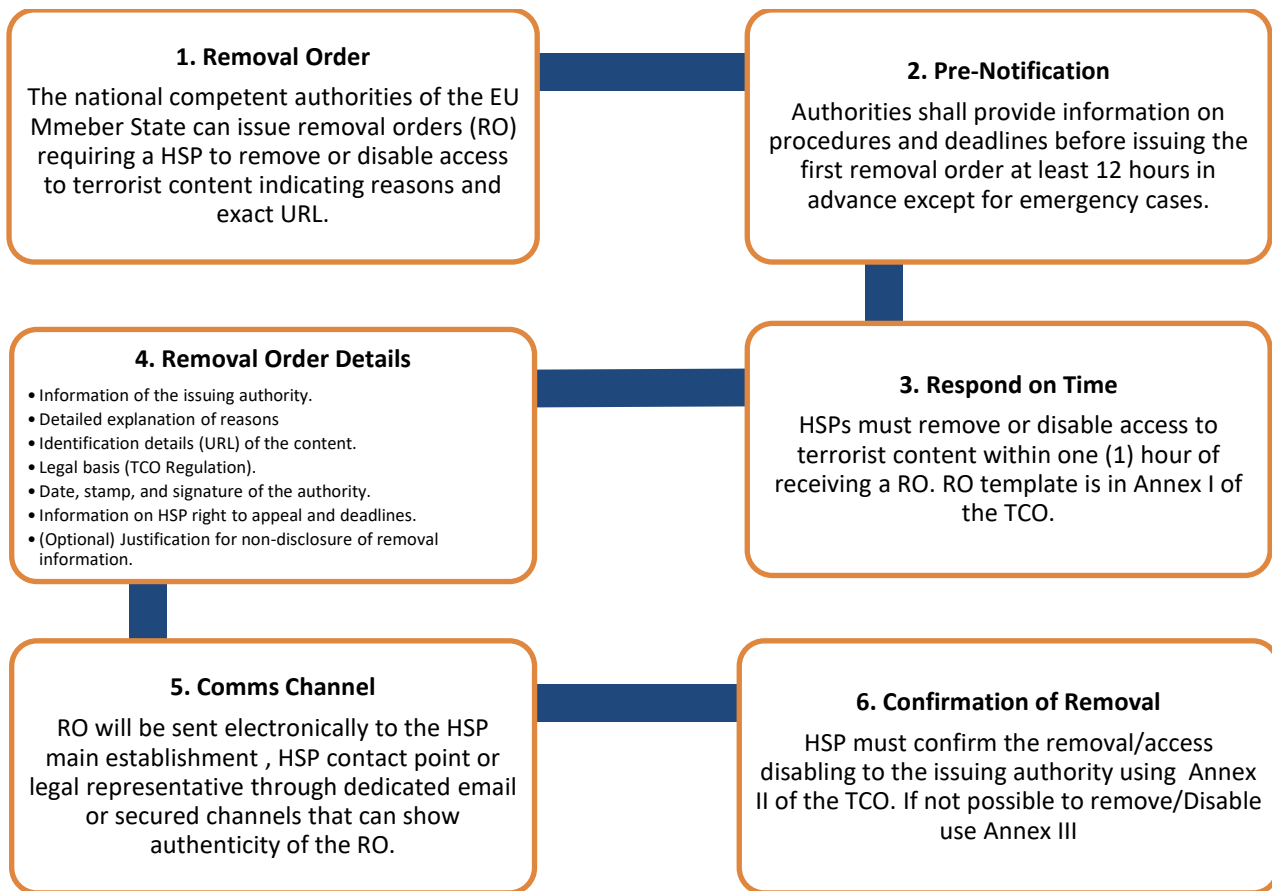 1. Removal Order
The national competent authorities of the EU
Mmeber State can issue removal orders (RO)
requiring a HSP to remove or disable access
to terrorist content indicating reasons and
exact URL.
2. Pre-Notification
Authorities shall provide information on
procedures and deadlines before issuing the
first removal order at least 12 hours in
advance except for emergency cases.
3. Respond on Time
HSPs must remove or disable access to
terrorist content within one (1) hour of
receiving a RO. RO template is in Annex I of
the TCO.
4. Removal Order Details
• Information of the issuing authority.
• Detailed explanation of reasons
• Identification details (URL) of the content.
• Legal basis (TCO Regulation).
• Date, stamp, and signature of the authority.
• Information on HSP right to appeal and deadlines.
• (Optional) Justification for non-disclosure of removal
information.
5. Comms Channel
RO will be sent electronically to the HSP
main establishment , HSP contact point or
legal representative through dedicated email
or secured channels that can show
authenticity of the RO.
6. Confirmation of Removal
HSP must confirm the removal/access
disabling to the issuing authority using Annex
II of the TCO. If not possible to remove/Disable
use Annex III